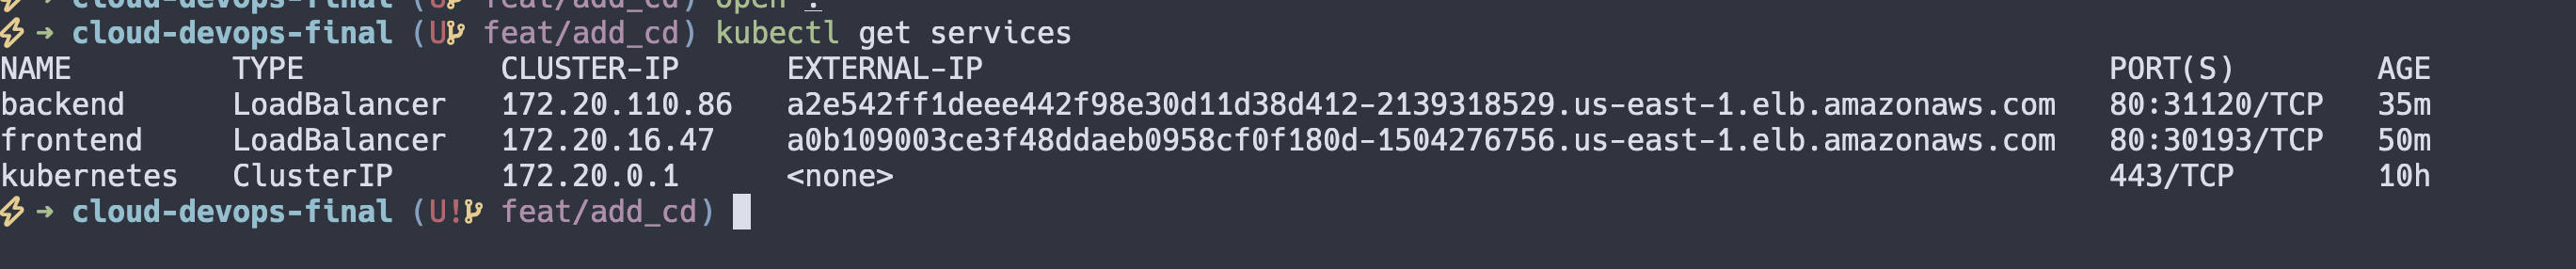 cloud-devops-final (U feat/add_cd) open .
⚡ ➜ cloud-devops-final (U feat/add_cd) kubectl get services
NAME TYPE CLUSTER-IP EXTERNAL-IP PORT(S) AGE
backend LoadBalancer 172.20.110.86 a2e542ff1deee442f98e30d11d38d412-2139318529.us-east-1.elb.amazonaws.com 80:31120/TCP 35m
frontend LoadBalancer 172.20.16.47 a0b109003ce3f48ddaeb0958cf0f180d-1504276756.us-east-1.elb.amazonaws.com 80:30193/TCP 50m
kubernetes ClusterIP 172.20.0.1 <none> 443/TCP 10h
⚡ ➜ cloud-devops-final (U! feat/add_cd)